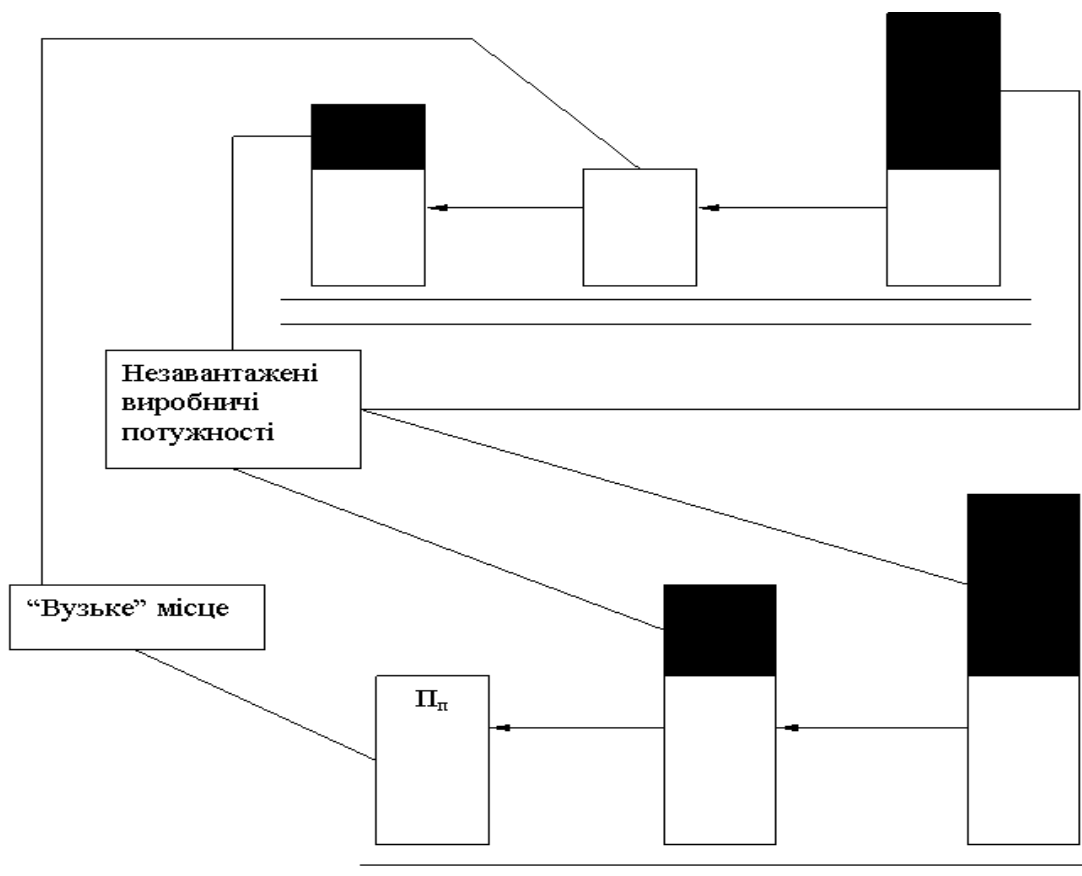 Незавантажені
виробничі
потужності
“Вузьке” місце
Пп